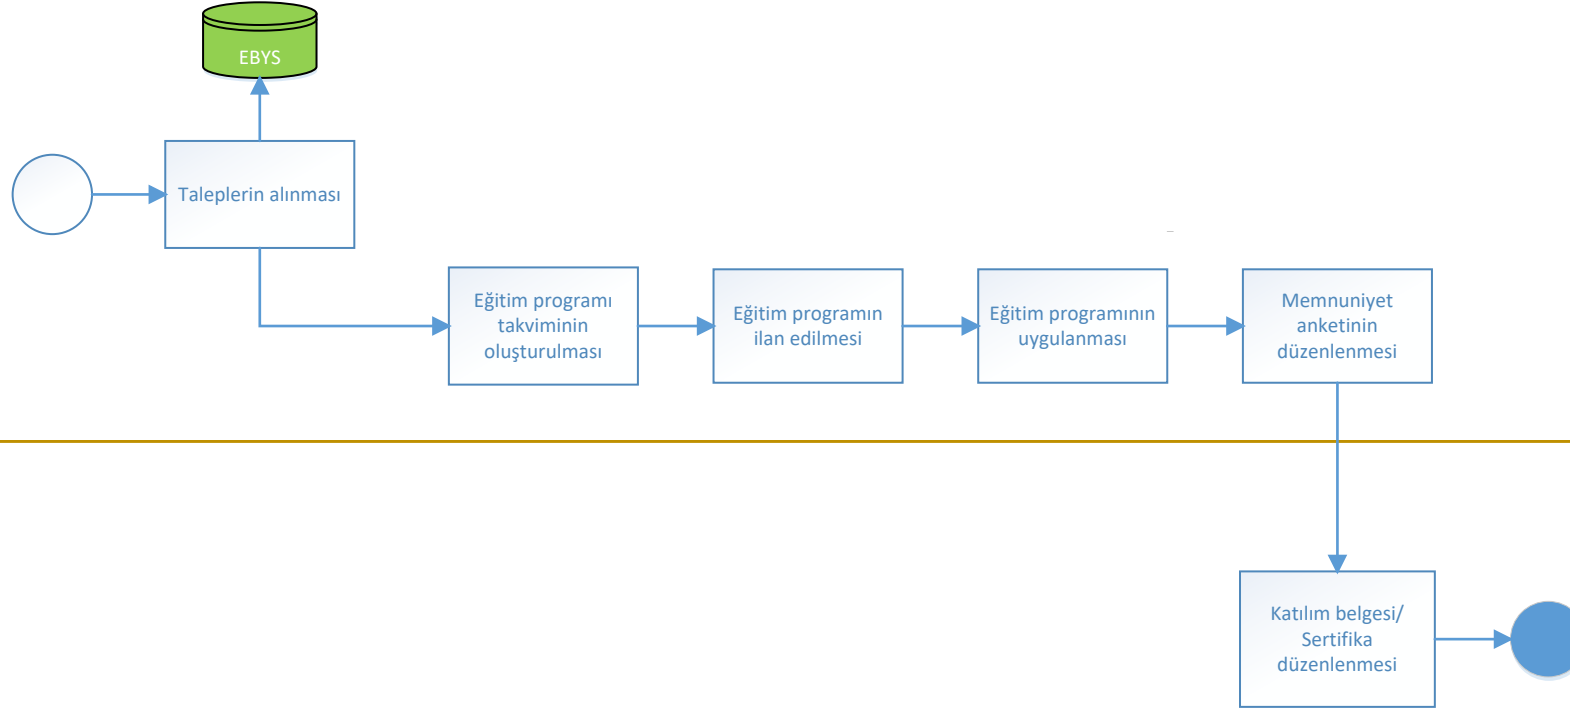 EBYS
Taleplerin alınması
Eğitim programı
takviminin
oluşturulması
Eğitim programın
ilan edilmesi
Eğitim programının
uygulanması
Memnuniyet
anketinin
düzenlenmesi
Katılım belgesi/
Sertifika
düzenlenmesi